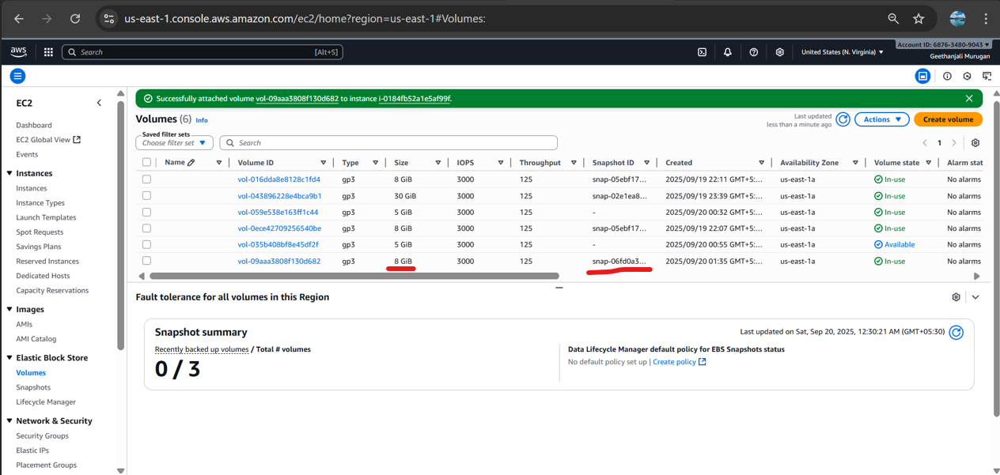 us-east-1.console.aws.amazon.com/ec2/home?region=us-east-1#Volumes:
aws Search [Alt+S] United States (N. Virginia) Account ID: 6876-3480-9043
Geethanjali Murugan
EC2
Dashboard
EC2 Global View
Events
Instances
Instances
Instance Types
Launch Templates
Spot Requests
Savings Plans
Reserved Instances
Dedicated Hosts
Capacity Reservations
Images
AMIs
AMI Catalog
Elastic Block Store
Volumes
Snapshots
Lifecycle Manager
Network & Security
Security Groups
Elastic IPs
Placement Groups
Successfully attached volume vol-09aaa3808f130d682 to instance i-0184fb52a1e5af99f.
Volumes (6) Info
Last updated
less than a minute ago
Actions
Create volume
Saved filter sets
Choose filter set
Search
1
Name Volume ID Type Size IOPS Throughput Snapshot ID Created Availability Zone Volume state Alarm stat
vol-016dda8e8128c1fd4 gp3 8 GiB 3000 125 snap-05ebf17... 2025/09/19 22:11 GMT+5:... us-east-1a In-use No alarms
vol-043896228e4bca9b1 gp3 30 GiB 3000 125 snap-02e1ea8... 2025/09/19 23:39 GMT+5:... us-east-1a In-use No alarms
vol-059e538e163ff1c44 gp3 5 GiB 3000 125 - 2025/09/20 00:32 GMT+5:... us-east-1a In-use No alarms
vol-0ece42709256540be gp3 8 GiB 3000 125 snap-05ebf17... 2025/09/19 22:07 GMT+5:... us-east-1a In-use No alarms
vol-035b408bf8e45df2f gp3 5 GiB 3000 125 - 2025/09/20 00:55 GMT+5:... us-east-1a Available No alarms
vol-09aaa3808f130d682 gp3 8 GiB 3000 125 snap-06fd0a3... 2025/09/20 01:35 GMT+5:... us-east-1a In-use No alarms
Fault tolerance for all volumes in this Region
Snapshot summary
Last updated on Sat, Sep 20, 2025, 12:30:21 AM (GMT+05:30)
Recently backed up volumes / Total # volumes
0 / 3
Data Lifecycle Manager default policy for EBS Snapshots status
No default policy set up | Create policy